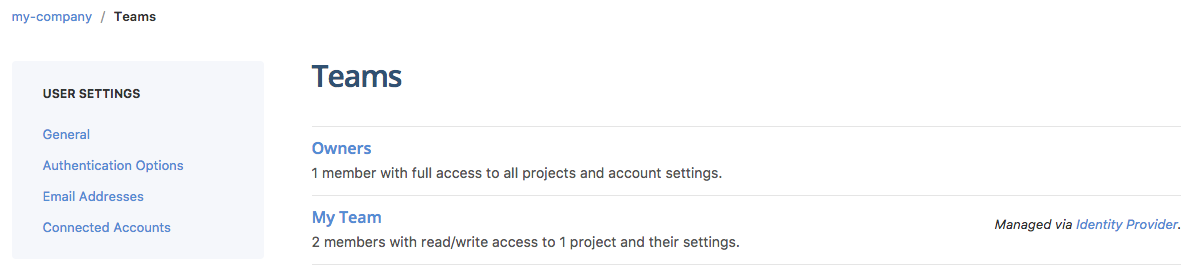 my-company / Teams
USER SETTINGS
General
Authentication Options
Email Addresses
Connected Accounts
Teams
Owners
1 member with full access to all projects and account settings.
My Team
Managed via Identity Provider.
2 members with read/write access to 1 project and their settings.